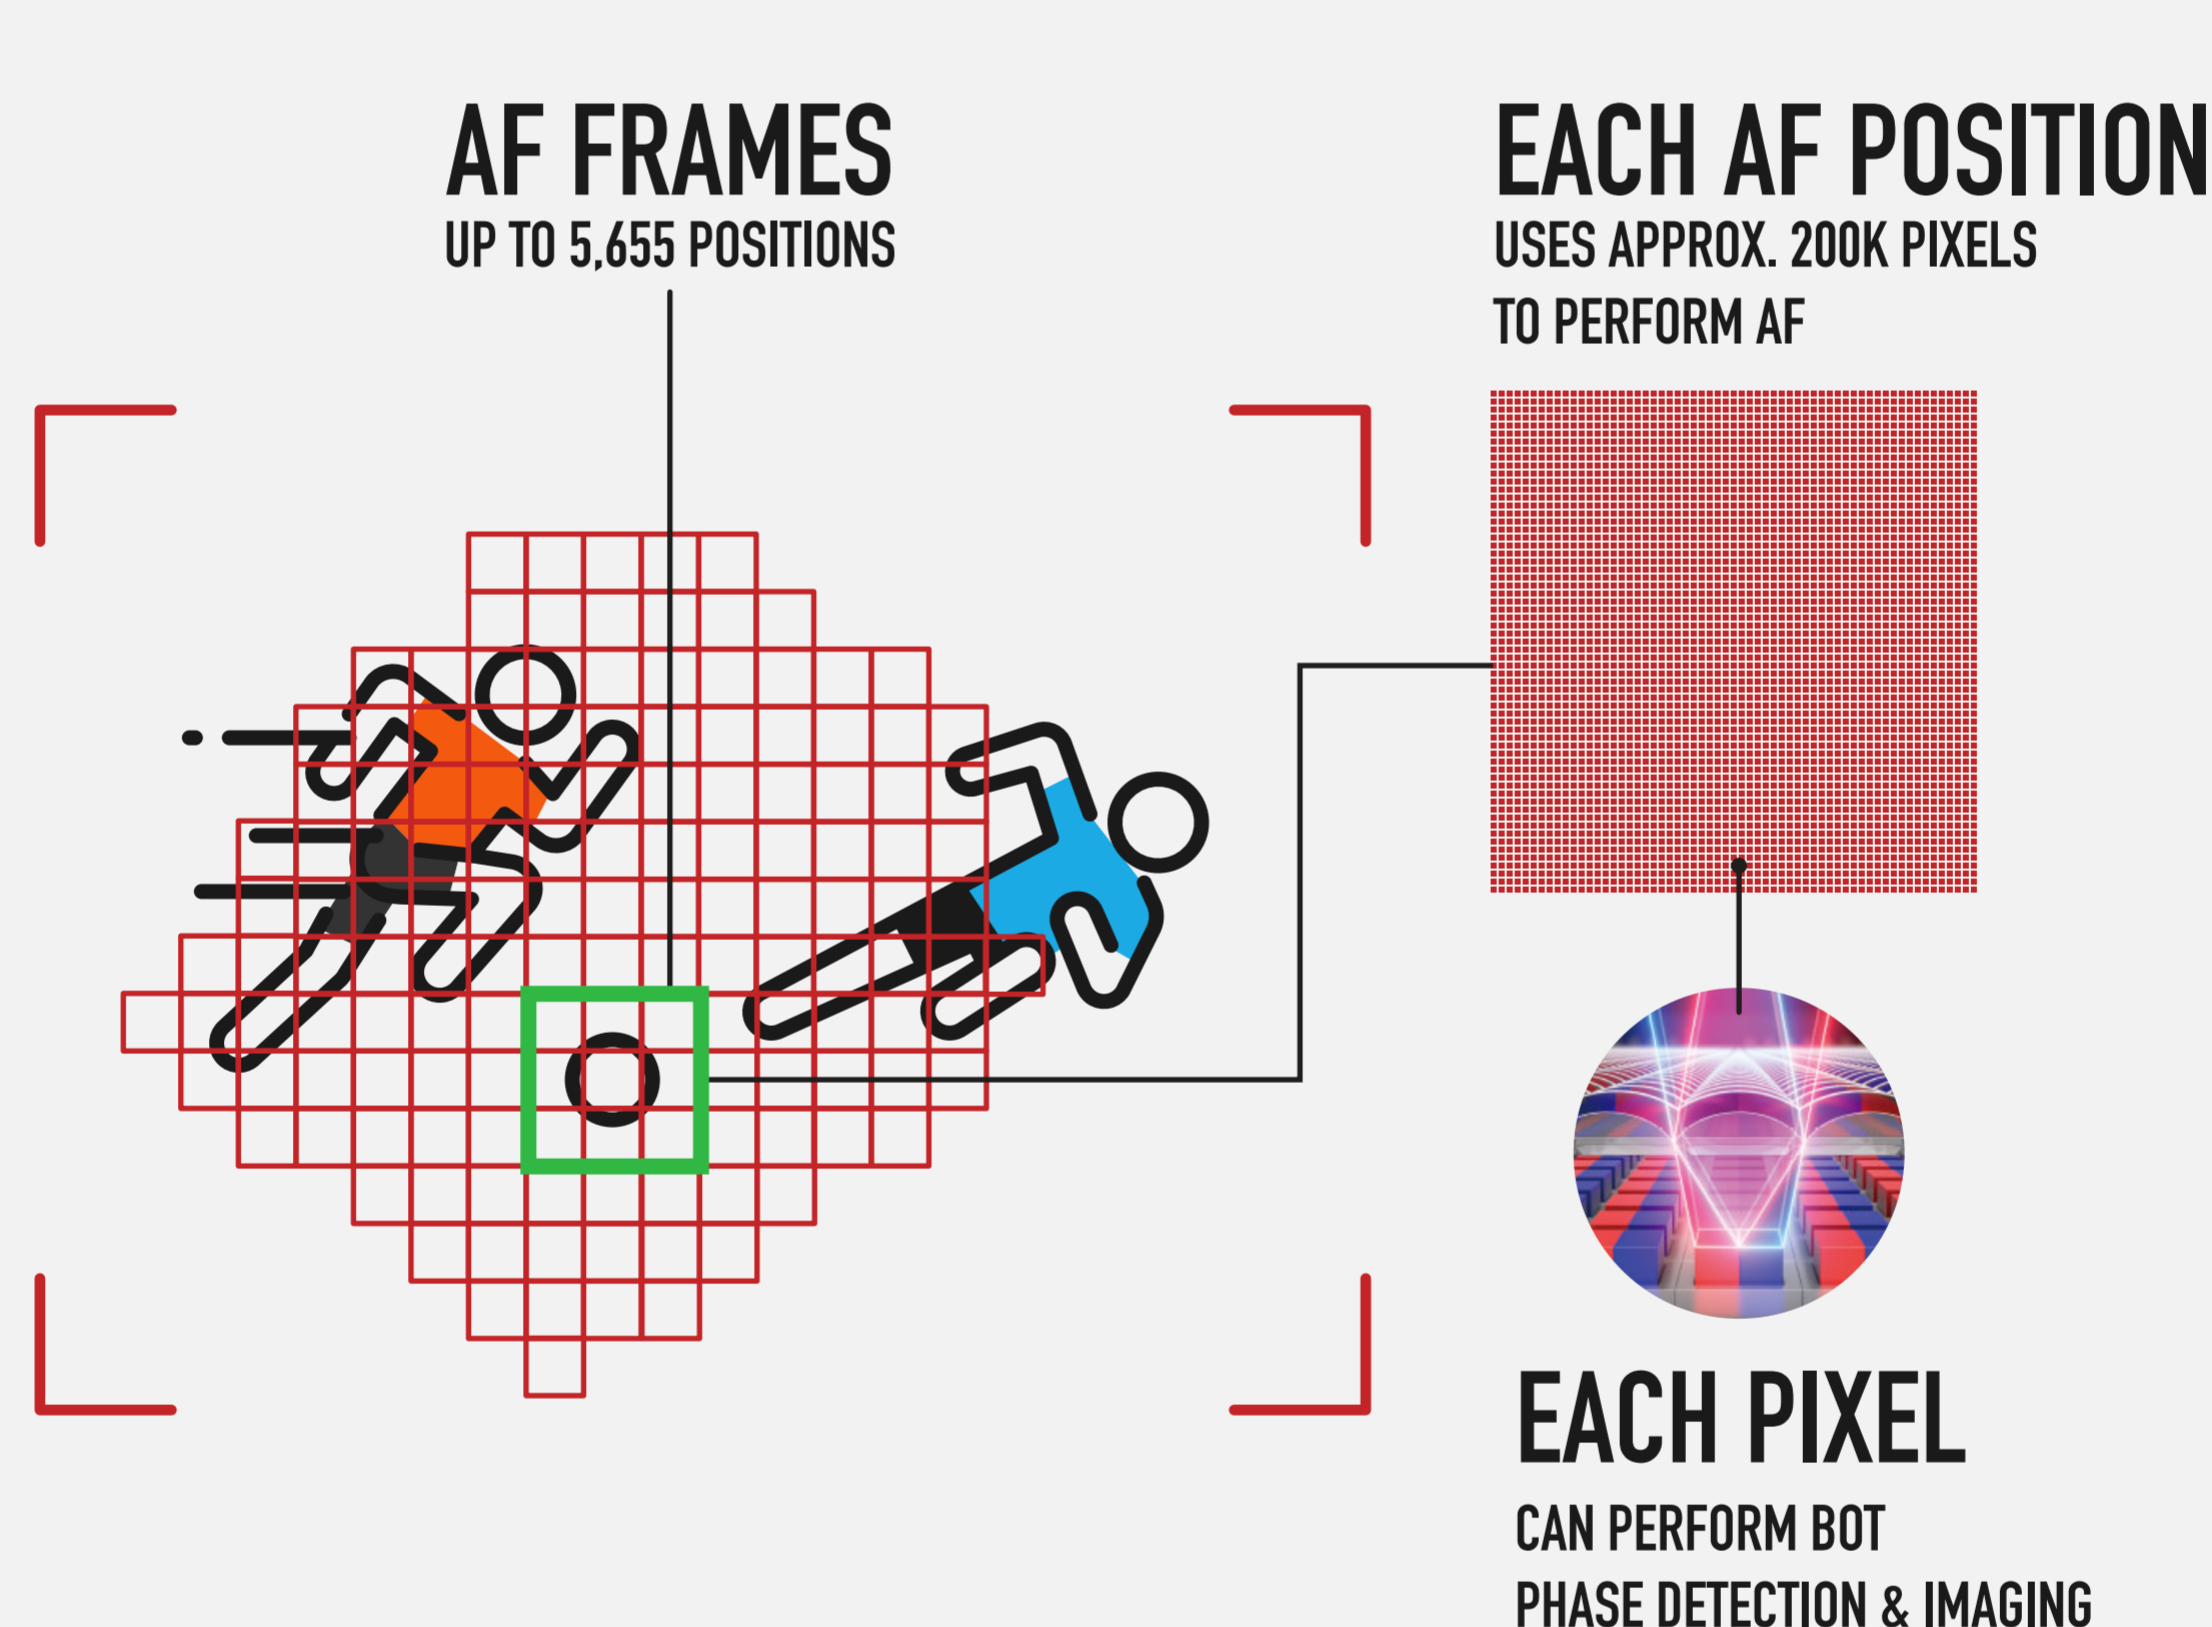 AF FRAMES
UP TO 5,655 POSITIONS
EACH AF POSITION
USES APPROX. 200K PIXELS
TO PERFORM AF
EACH PIXEL
CAN PERFORM BOT
PHASE DETECTION & IMAGING